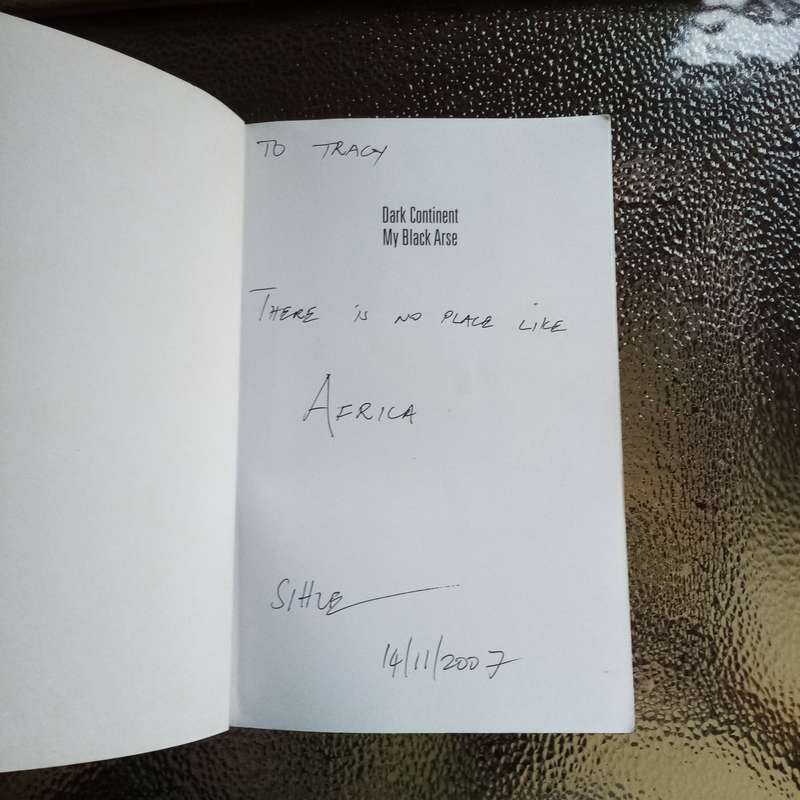 TO TRACY
Dark Continent
My Black Arse
THERE IS NO PLACE LIKE
AFRICA
SIHLE
14/11/2007